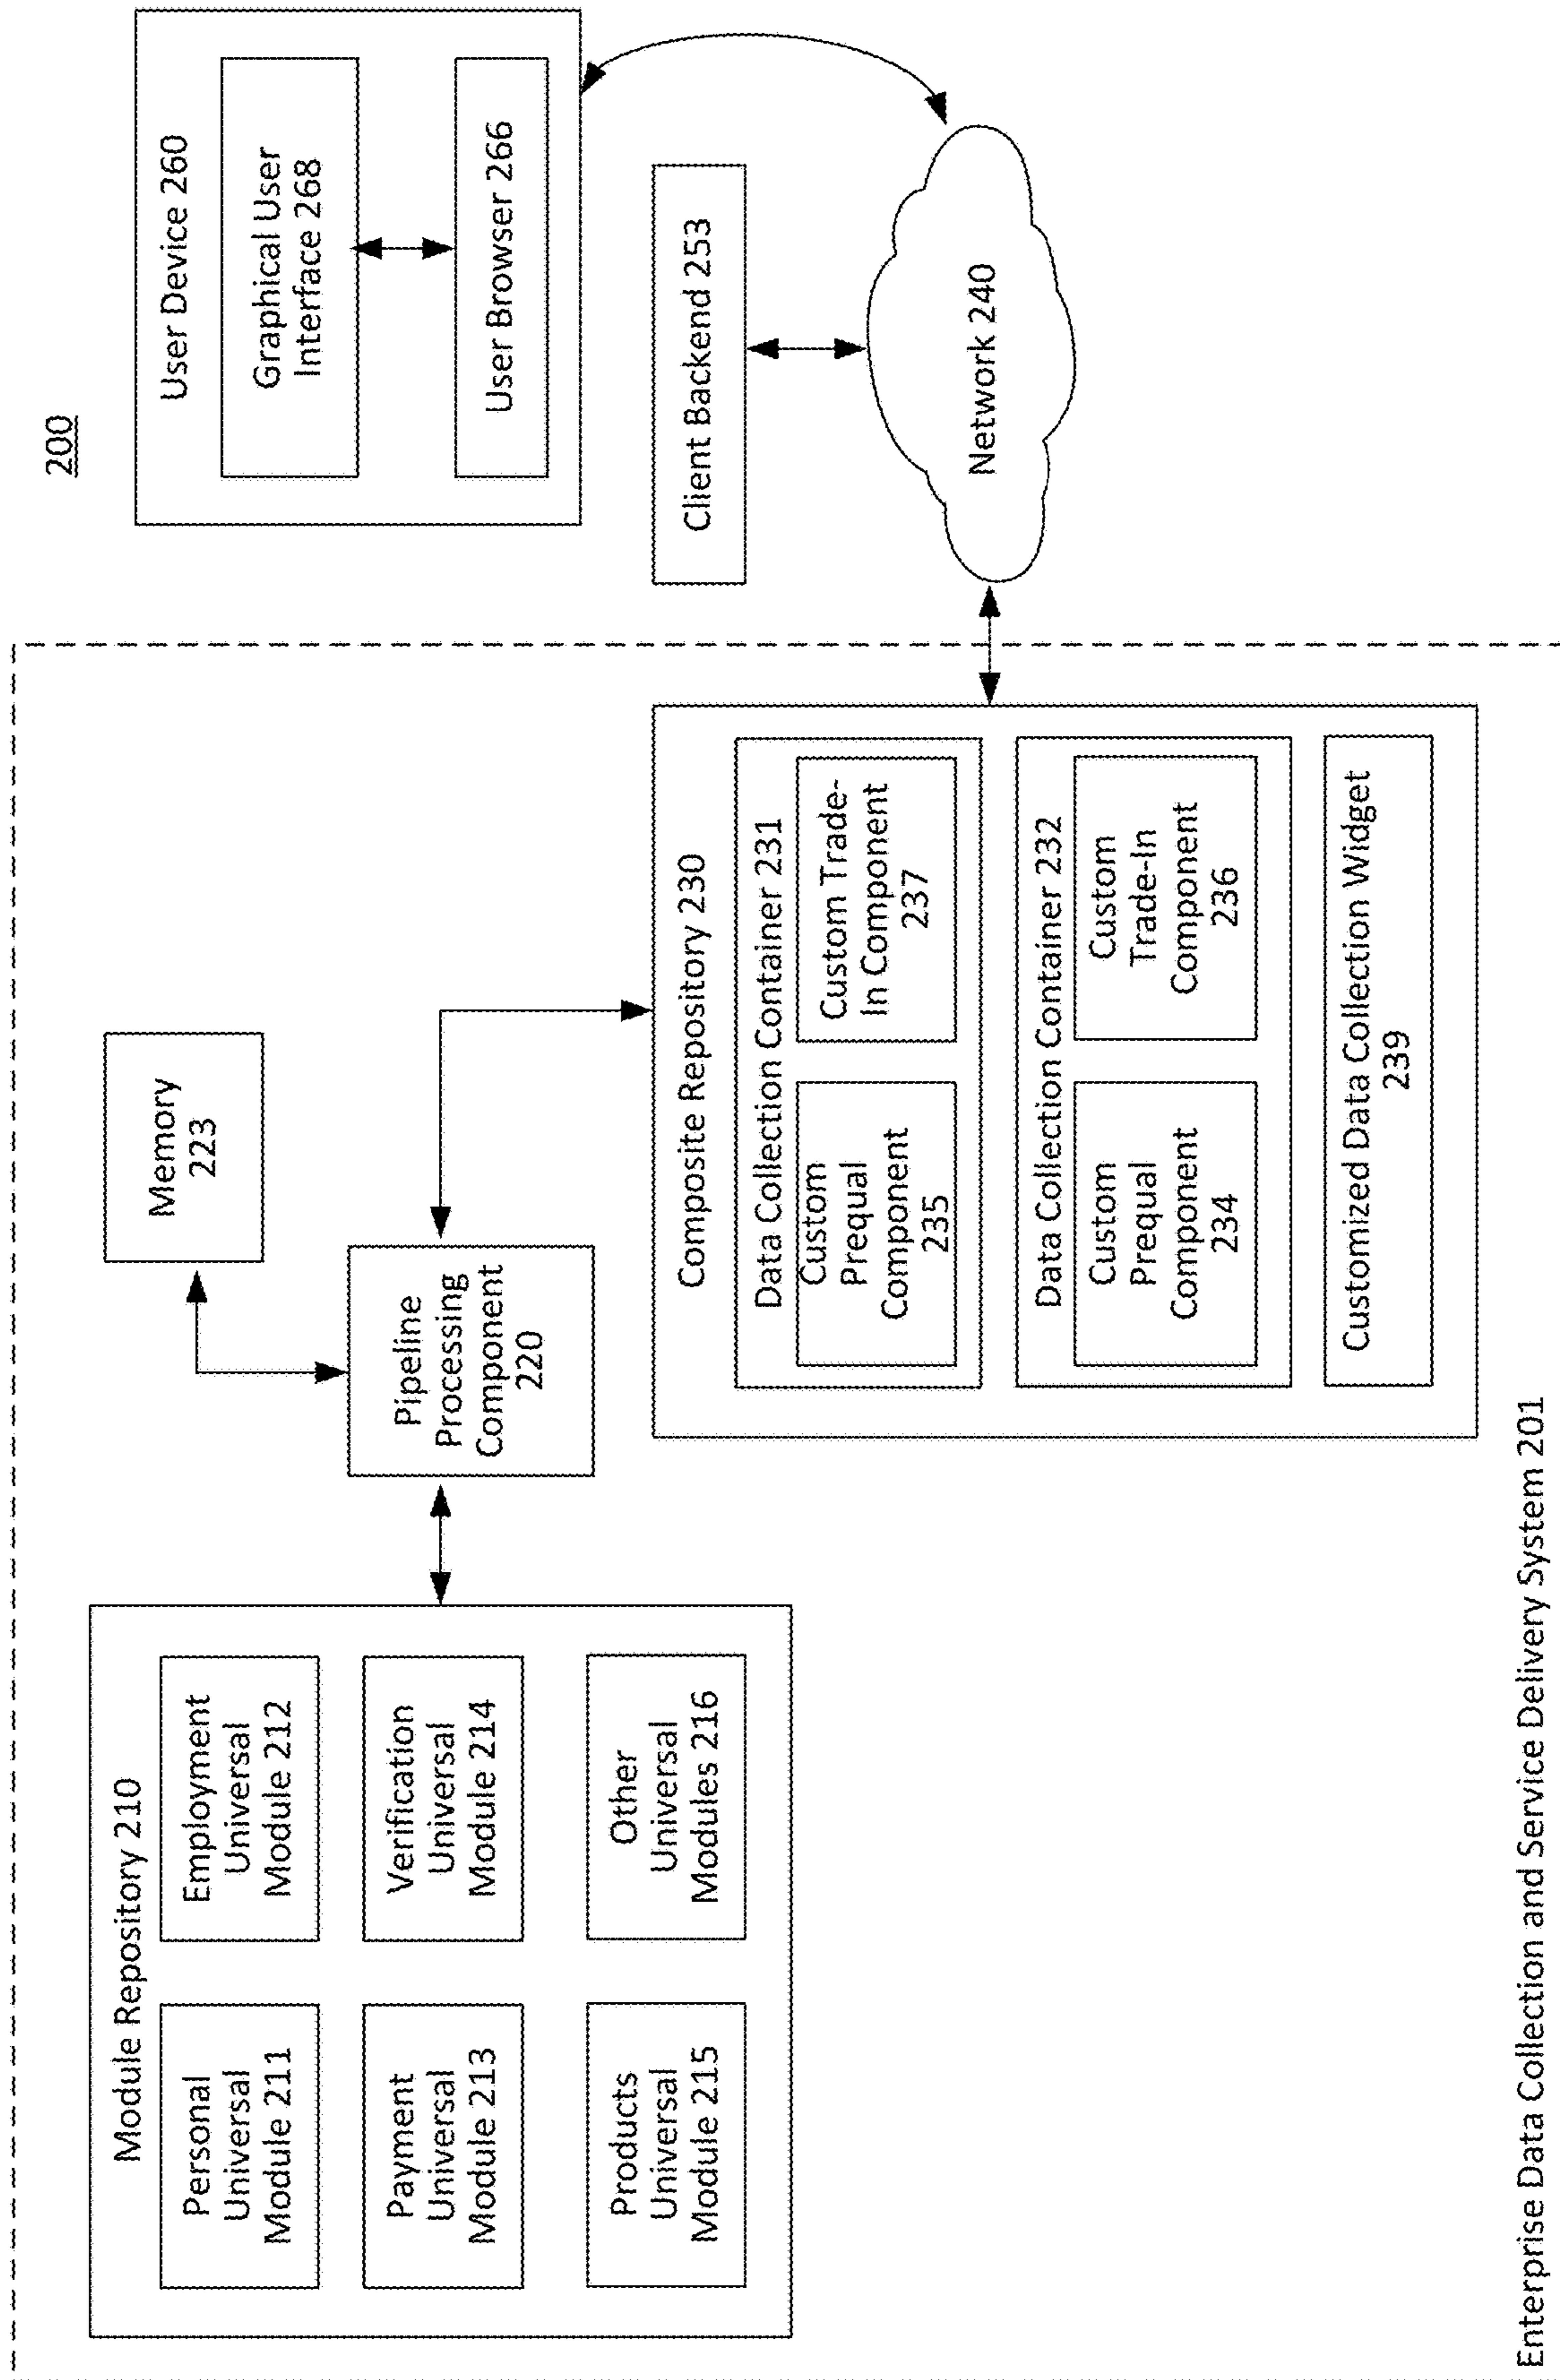 200
Module Repository 210
Personal
Universal
Module 211
Employment
Universal
Module 212
Payment
Universal
Module 213
Verification
Universal
Module 214
Products
Universal
Module 215
Other
Universal
Modules 216
Memory
223
Pipeline
Processing
Component
220
Composite Repository 230
Data Collection Container 231
Custom
Prequal
Component
235
Custom Trade-
In Component
237
Data Collection Container 232
Custom
Prequal
Component
234
Custom
Trade-In
Component
236
Customized Data Collection Widget
239
User Device 260
Graphical User
Interface 268
User Browser 266
Client Backend 253
Network 240
Enterprise Data Collection and Service Delivery System 201